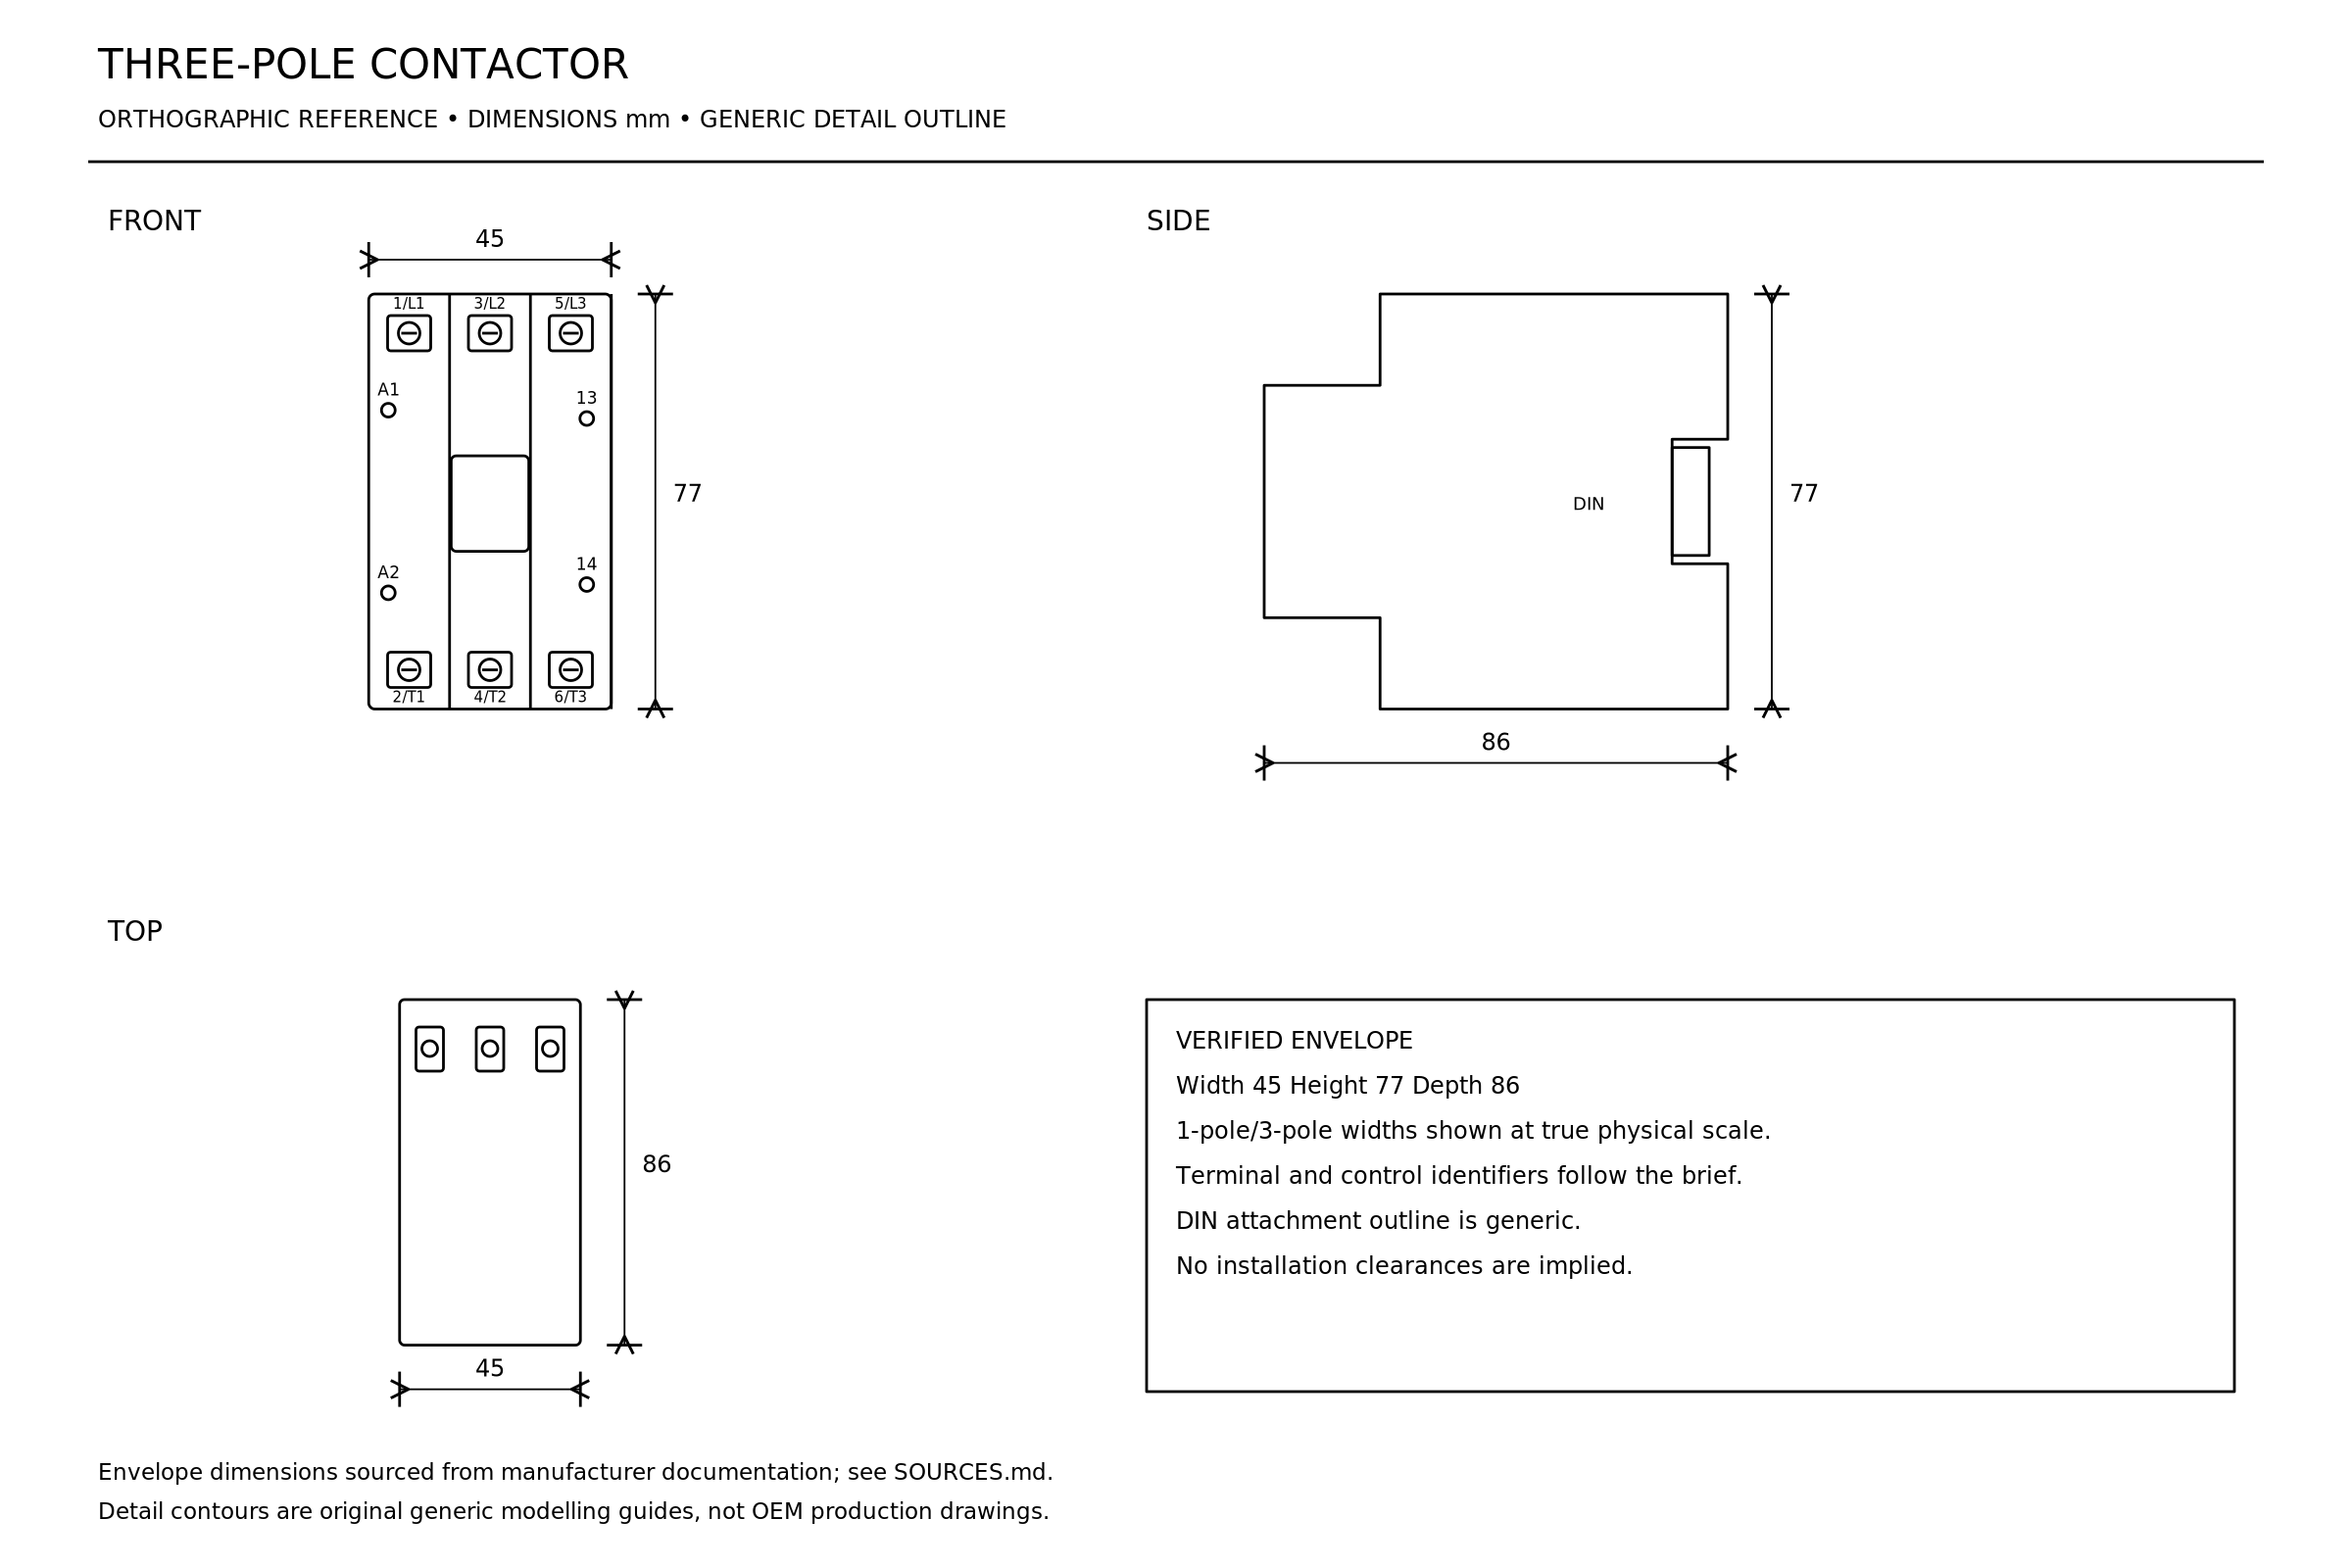 THREE-POLE CONTACTOR
ORTHOGRAPHIC REFERENCE • DIMENSIONS mm • GENERIC DETAIL OUTLINE
FRONT
45
1/L1 3/L2 5/L3
A1
13
77
A2
14
2/T1 4/T2 6/T3
SIDE
DIN
77
86
TOP
86
45
VERIFIED ENVELOPE
Width 45 Height 77 Depth 86
1-pole/3-pole widths shown at true physical scale.
Terminal and control identifiers follow the brief.
DIN attachment outline is generic.
No installation clearances are implied.
Envelope dimensions sourced from manufacturer documentation; see SOURCES.md.
Detail contours are original generic modelling guides, not OEM production drawings.